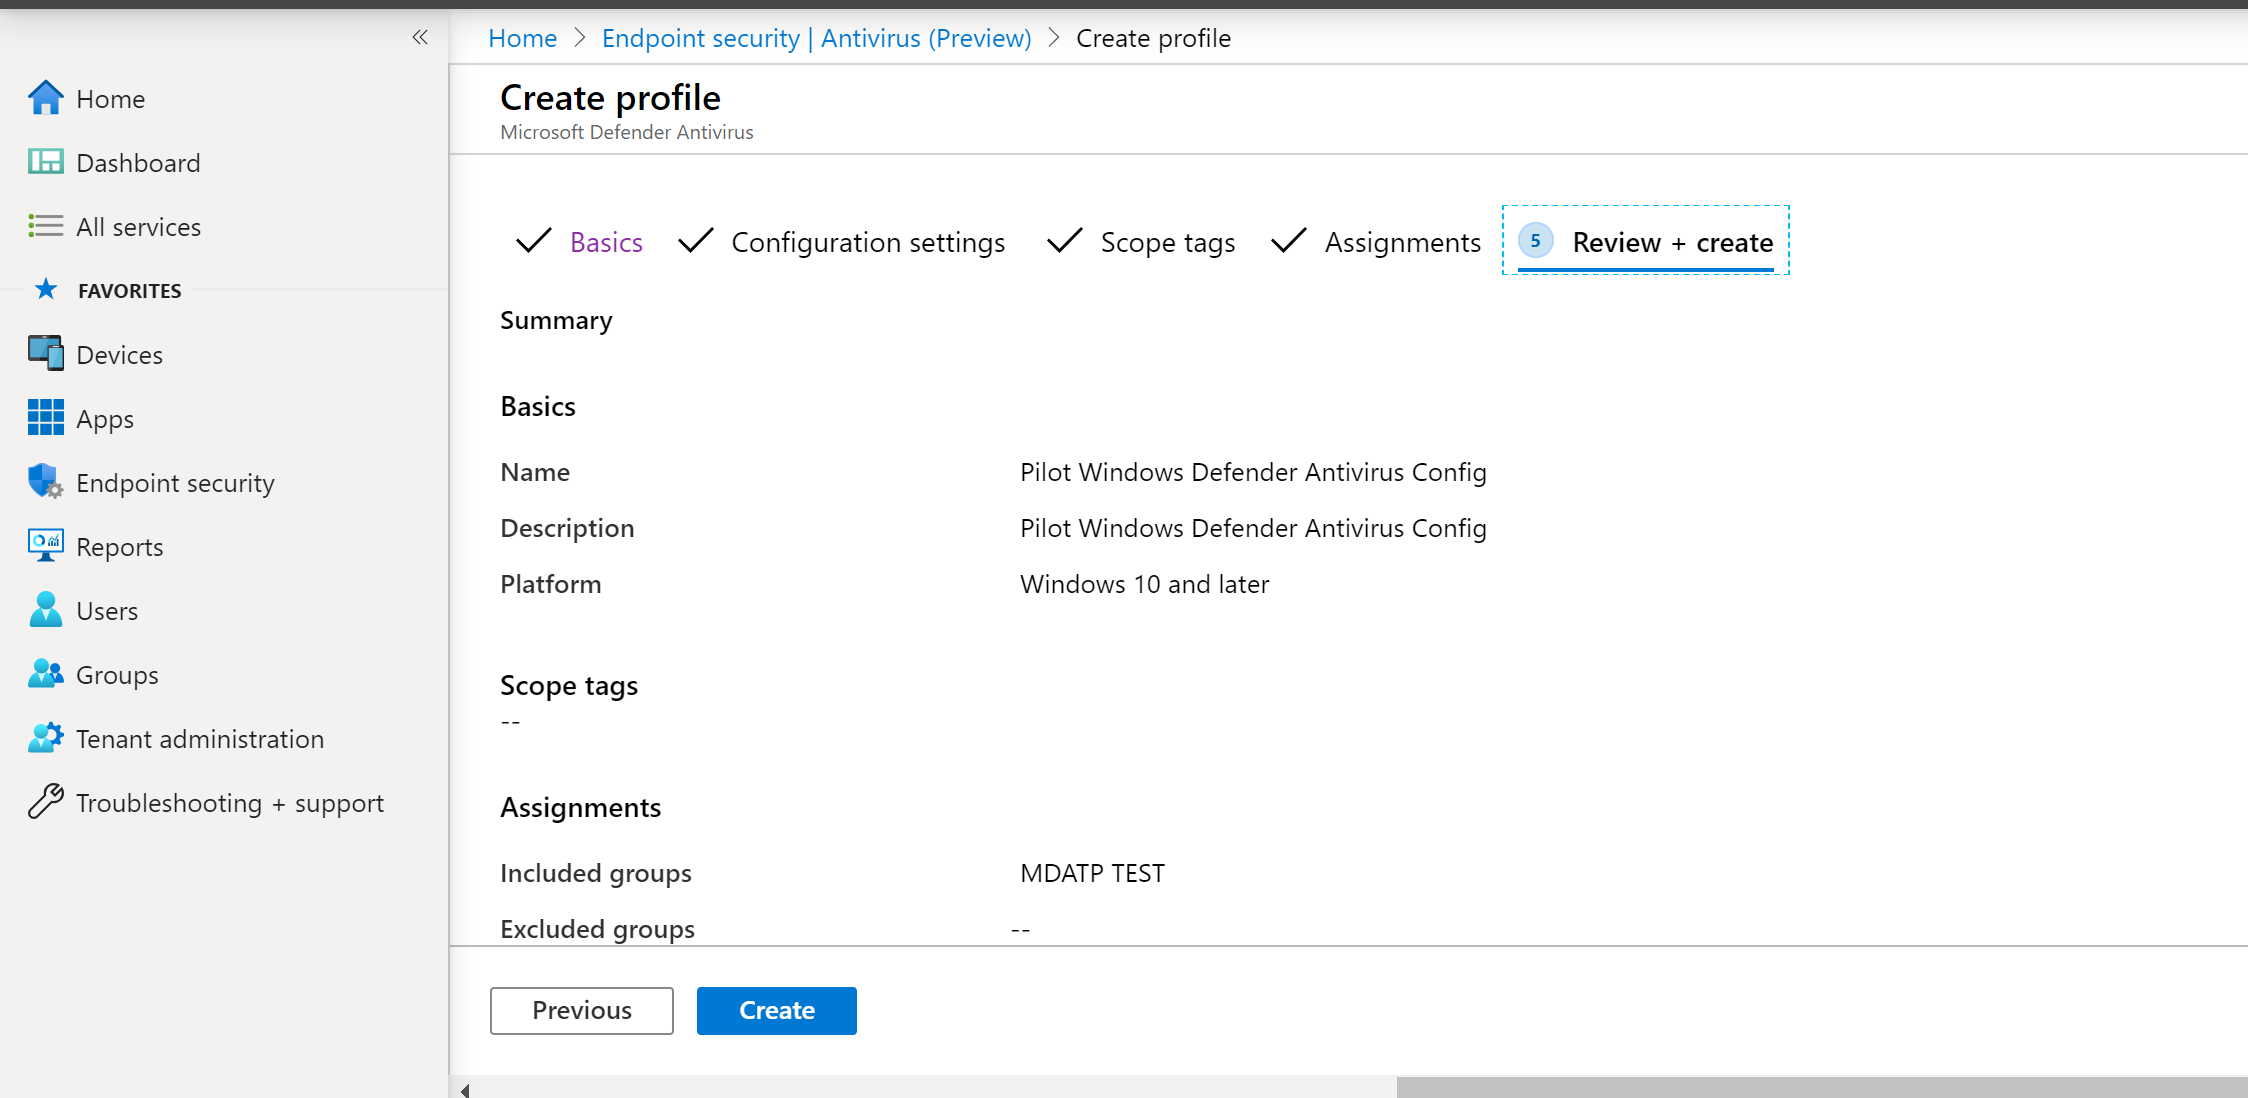 Home > Endpoint security | Antivirus (Preview) > Create profile
Home
Dashboard
All services
FAVORITES
Devices
Apps
Endpoint security
Reports
Users
Groups
Tenant administration
Troubleshooting + support
Create profile
Microsoft Defender Antivirus
Basics Configuration settings Scope tags Assignments 5 Review + create
Summary
Basics
Name Pilot Windows Defender Antivirus Config
Description Pilot Windows Defender Antivirus Config
Platform Windows 10 and later
Scope tags
--
Assignments
Included groups MDATP TEST
Excluded groups --
Previous Create